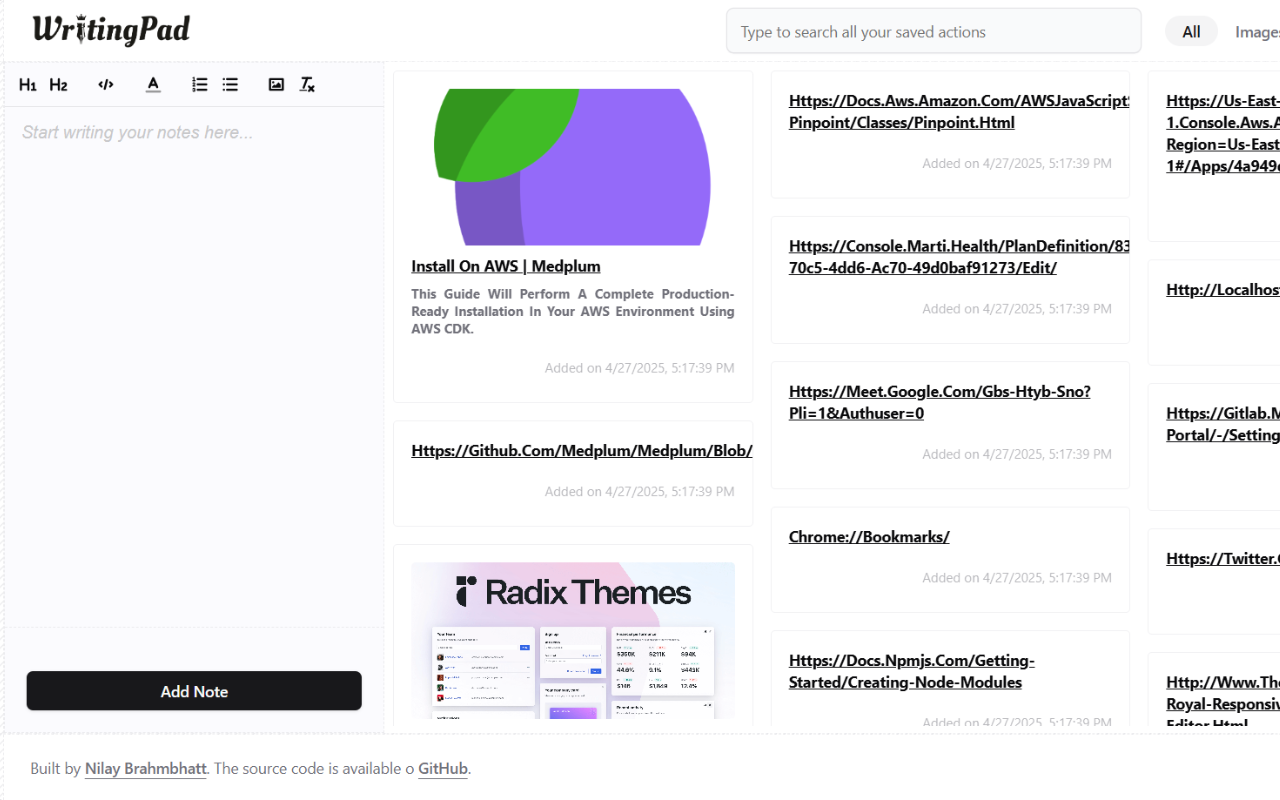 WritingPad
Type to search all your saved actions
All
Images
H1 H2
Start writing your notes here...
Add Note
Install On AWS | Medplum
This Guide Will Perform A Complete Production-
Ready Installation In Your AWS Environment Using
AWS CDK.
Added on 4/27/2025, 5:17:39 PM
Https://Github.Com/Medplum/Medplum/Blob/
Added on 4/27/2025, 5:17:39 PM
Radix Themes
Https://Docs.Aws.Amazon.Com/AWSJavaScript
Pinpoint/Classes/Pinpoint.Html
Added on 4/27/2025, 5:17:39 PM
Https://Console.Marti.Health/PlanDefinition/83
70c5-4dd6-Ac70-49d0baf91273/Edit/
Added on 4/27/2025, 5:17:39 PM
Https://Meet.Google.Com/Gbs-Htyb-Sno?
Pli=1&Authuser=0
Added on 4/27/2025, 5:17:39 PM
Chrome://Bookmarks/
Added on 4/27/2025, 5:17:39 PM
Https://Docs.Npmjs.Com/Getting-
Started/Creating-Node-Modules
Added on 4/27/2025, 5:17:39 PM
Https://Us-East-
1.Console.Aws.A
Region=Us-East
1#/Apps/4a949
Http://Localhos
Https://Gitlab.M
Portal/-/Setting
Https://Twitter.
Http://Www.The
Royal-Responsiv
Editor.Html
Built by Nilay Brahmbhatt. The source code is available o GitHub.